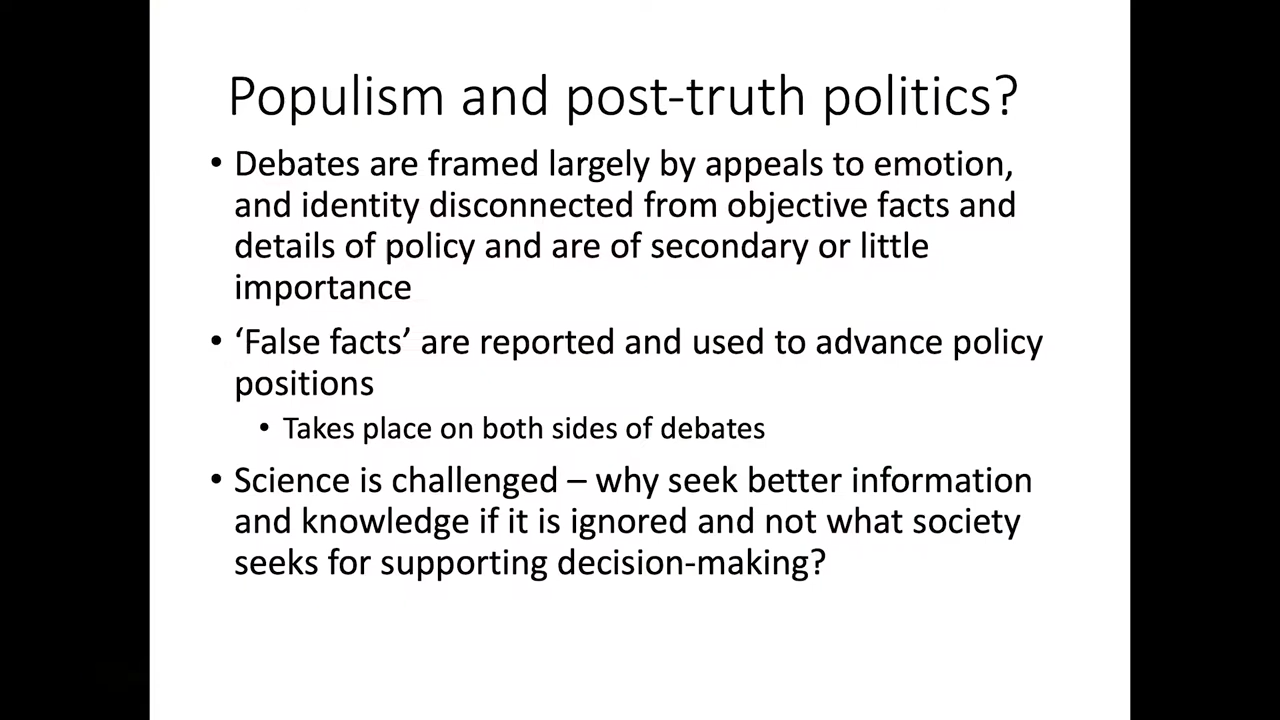 Populism and post-truth politics?
• Debates are framed largely by appeals to emotion,
and identity disconnected from objective facts and
details of policy and are of secondary or little
importance
• ‘False facts’ are reported and used to advance policy
positions
• Takes place on both sides of debates
• Science is challenged – why seek better information
and knowledge if it is ignored and not what society
seeks for supporting decision-making?